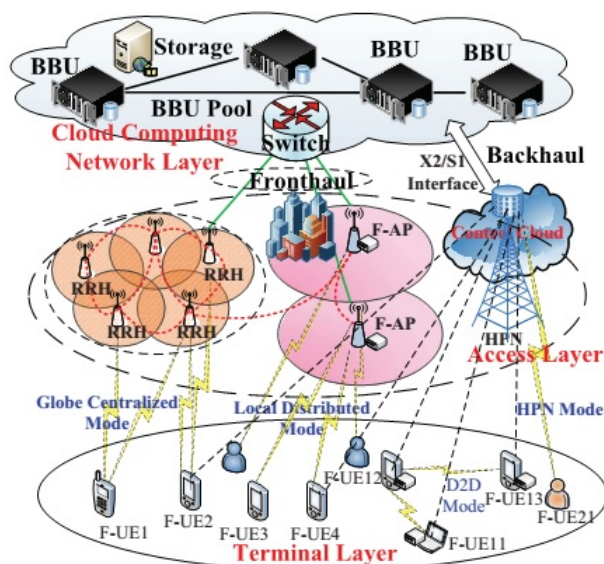 Storage
BBU
BBU
BBU
BBU Pool
Cloud Computing
Network Layer
Switch
Backhaul
X2/S1
Interface
Fronthaul
F-AP
Cloud
RRH
RRH
RRH
RRH
RRH
F-AP
HPN
Access Layer
Globe Centralized
Mode
Local Distributed
Mode
HPN Mode
F-UE12
D2D
Mode
F-UE13
F-UE1
F-UE2
F-UE3
F-UE4
F-UE11
F-UE21
Terminal Layer